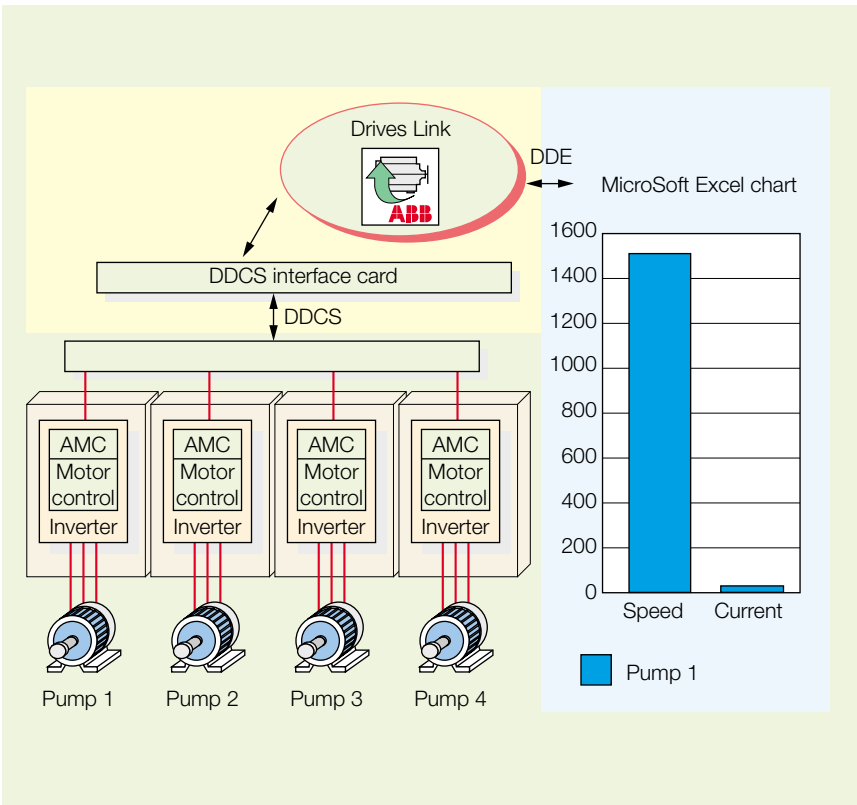 Drives Link
ABB
DDE
MicroSoft Excel chart
DDCS interface card
DDCS
AMC
Motor
control
Inverter
AMC
Motor
control
Inverter
AMC
Motor
control
Inverter
AMC
Motor
control
Inverter
Pump 1
Pump 2
Pump 3
Pump 4
1600
1400
1200
1000
800
600
400
200
0
Speed
Current
Pump 1